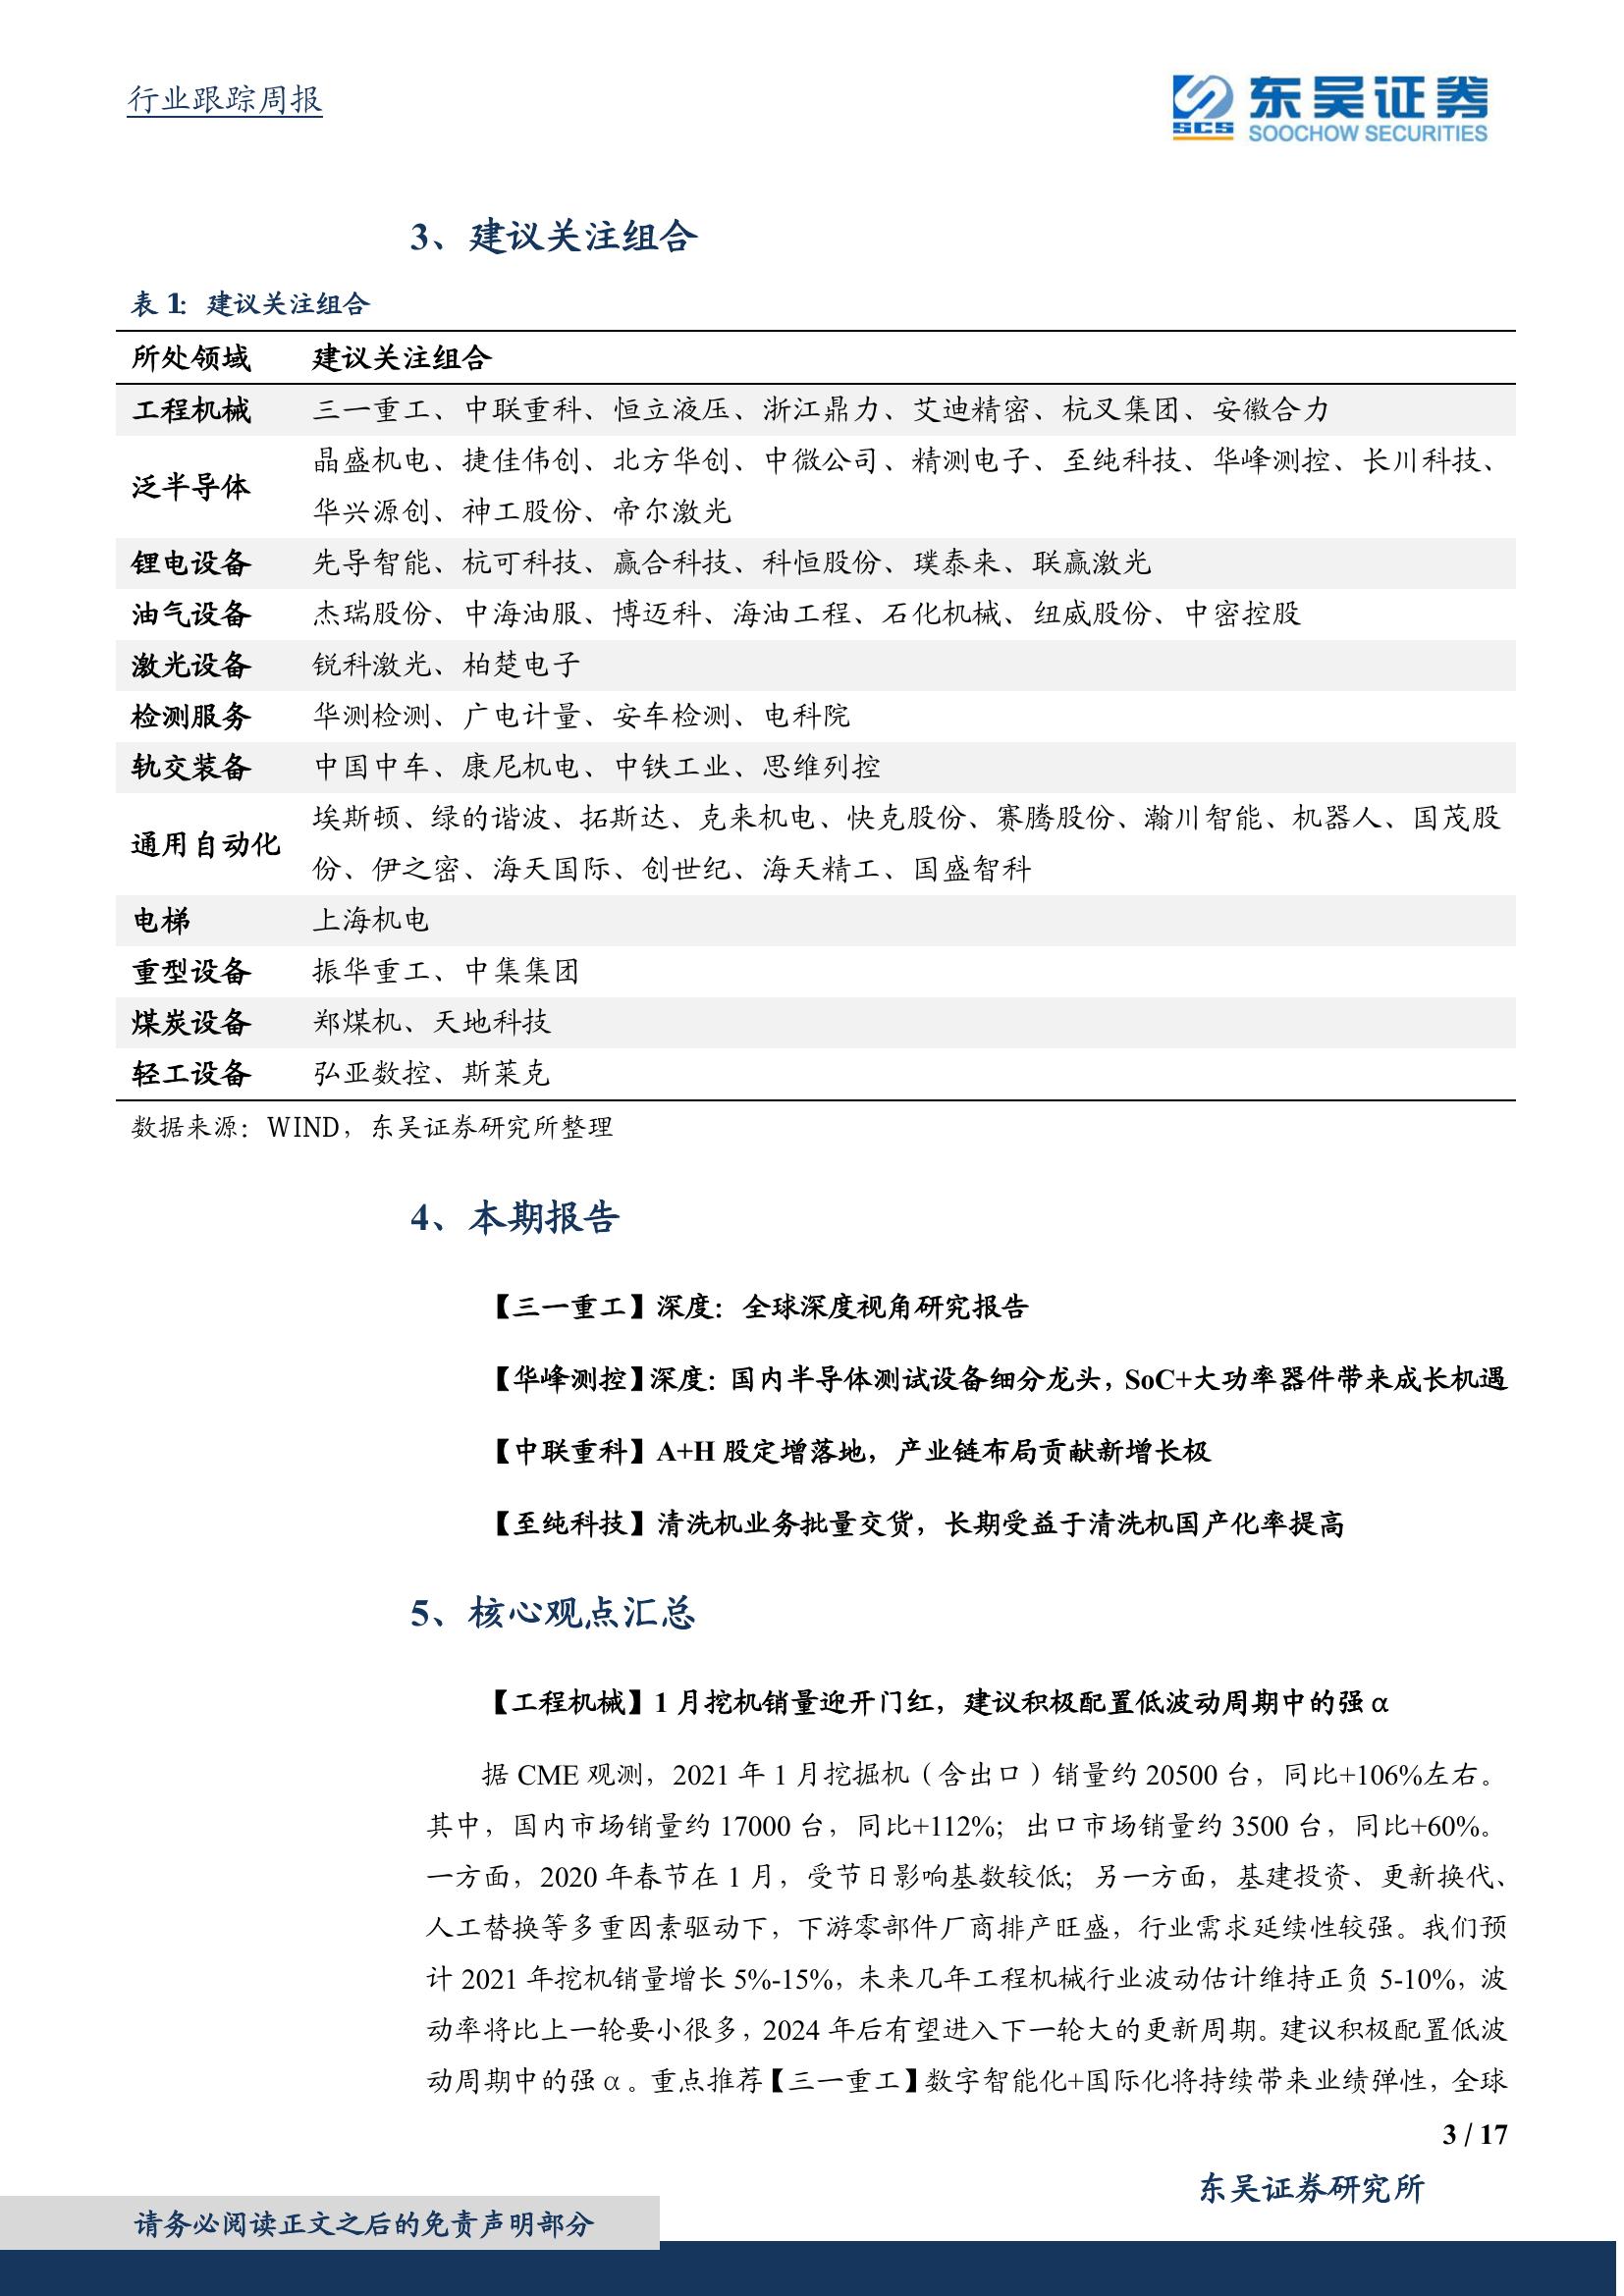 行业跟踪周报
SCS 东吴证券
SOOCHOW SECURITIES
3、建议关注组合
表 1: 建议关注组合
所处领域 建议关注组合
工程机械 三一重工、中联重科、恒立液压、浙江鼎力、艾迪精密、杭叉集团、安徽合力
泛半导体 晶盛机电、捷佳伟创、北方华创、中微公司、精测电子、至纯科技、华峰测控、长川科技、
华兴源创、神工股份、帝尔激光
锂电设备 先导智能、杭可科技、赢合科技、科恒股份、璞泰来、联赢激光
油气设备 杰瑞股份、中海油服、博迈科、海油工程、石化机械、纽威股份、中密控股
激光设备 锐科激光、柏楚电子
检测服务 华测检测、广电计量、安车检测、电科院
轨交装备 中国中车、康尼机电、中铁工业、思维列控
通用自动化 埃斯顿、绿的谐波、拓斯达、克来机电、快克股份、赛腾股份、瀚川智能、机器人、国茂股
份、伊之密、海天国际、创世纪、海天精工、国盛智科
电梯 上海机电
重型设备 振华重工、中集集团
煤炭设备 郑煤机、天地科技
轻工设备 弘亚数控、斯莱克
数据来源：WIND，东吴证券研究所整理
4、本期报告
【三一重工】深度：全球深度视角研究报告
【华峰测控】深度：国内半导体测试设备细分龙头，SoC+大功率器件带来成长机遇
【中联重科】A+H 股定增落地，产业链布局贡献新增长极
【至纯科技】清洗机业务批量交货，长期受益于清洗机国产化率提高
5、核心观点汇总
【工程机械】1 月挖机销量迎开门红，建议积极配置低波动周期中的强 α
据 CME 观测，2021 年 1 月挖掘机（含出口）销量约 20500 台，同比+106%左右。
其中，国内市场销量约 17000 台，同比+112%；出口市场销量约 3500 台，同比+60%。
一方面，2020 年春节在 1 月，受节日影响基数较低；另一方面，基建投资、更新换代、
人工替换等多重因素驱动下，下游零部件厂商排产旺盛，行业需求延续性较强。我们预
计 2021 年挖机销量增长 5%-15%，未来几年工程机械行业波动估计维持正负 5-10%，波
动率将比上一轮要小很多，2024 年后有望进入下一轮大的更新周期。建议积极配置低波
动周期中的强 α。重点推荐【三一重工】数字智能化+国际化将持续带来业绩弹性，全球
3 / 17
东吴证券研究所
请务必阅读正文之后的免责声明部分